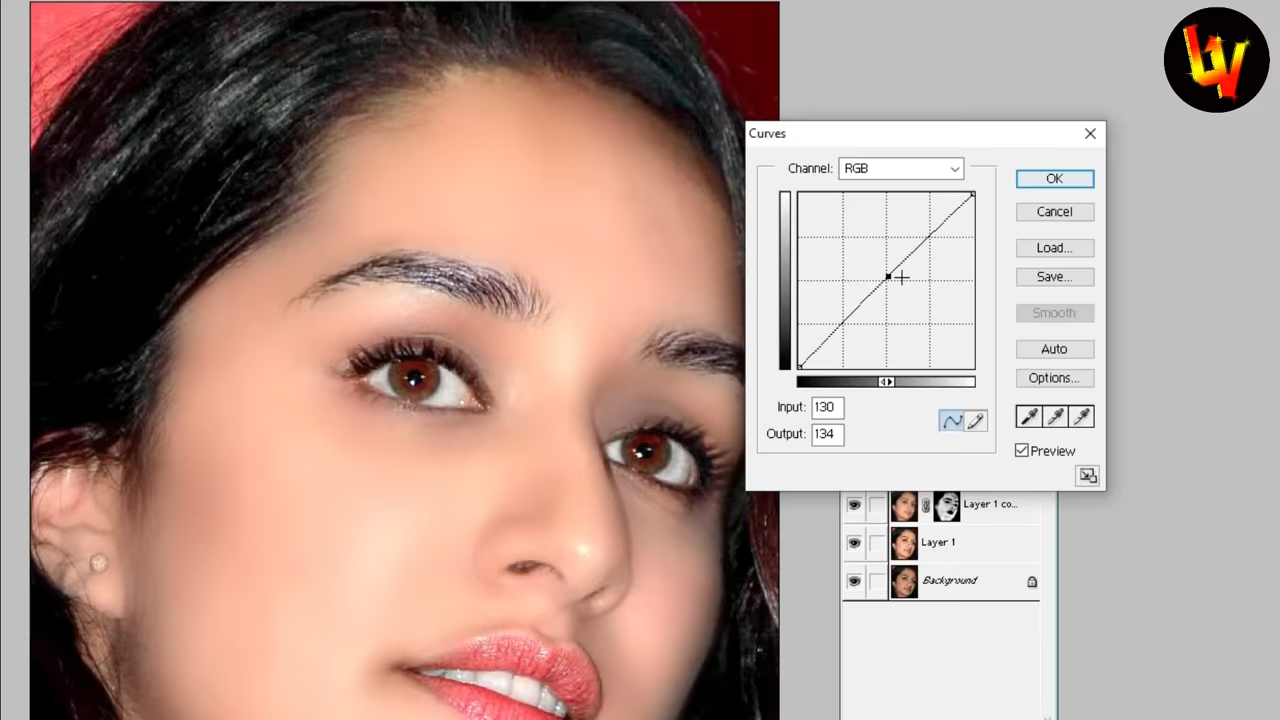 Curves
Channel: RGB
OK
Cancel
Load...
Save...
Smooth
Auto
Options...
Input: 130
Output: 134
Preview
Layer 1 co...
Layer 1
Background